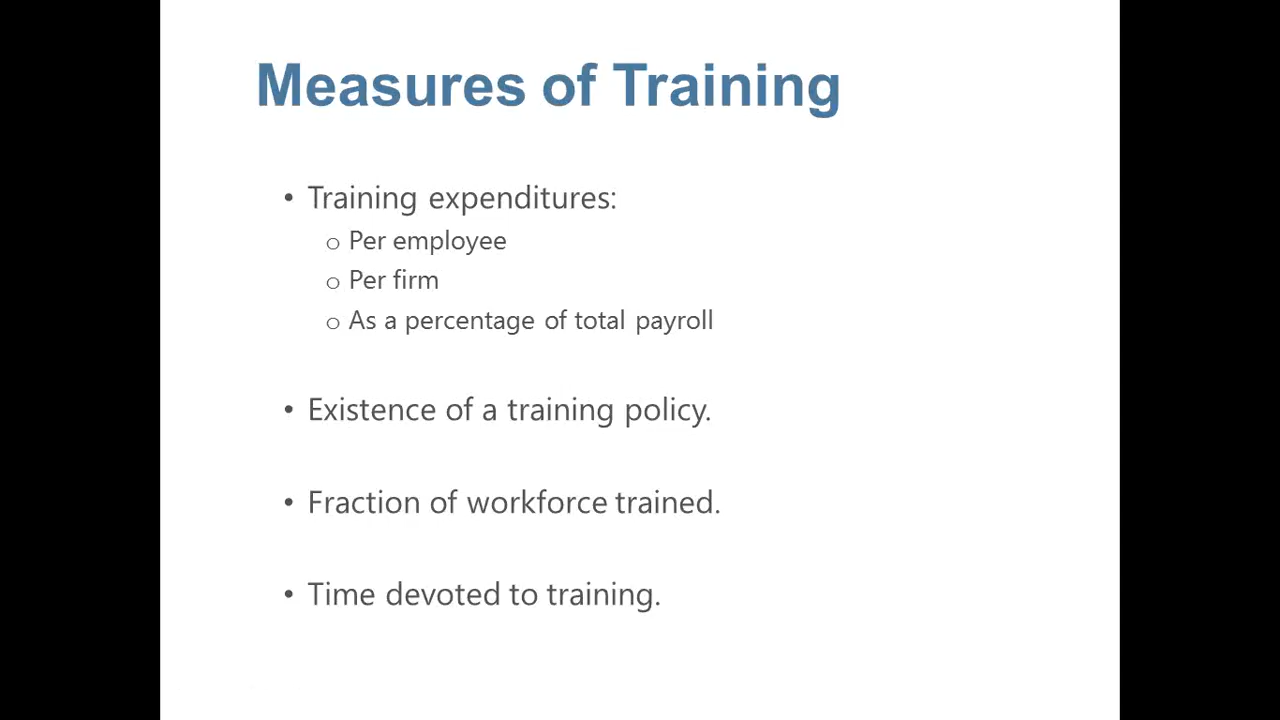 Measures of Training
• Training expenditures:
o Per employee
o Per firm
o As a percentage of total payroll
• Existence of a training policy.
• Fraction of workforce trained.
• Time devoted to training.